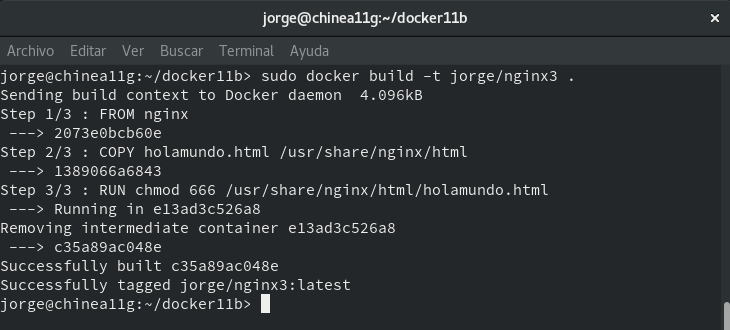 jorge@chinea11g:~/docker11b
Archivo Editar Ver Buscar Terminal Ayuda
jorge@chinea11g:~/docker11b> sudo docker build -t jorge/nginx3 .
Sending build context to Docker daemon  4.096kB
Step 1/3 : FROM nginx
 ---> 2073e0bcb60e
Step 2/3 : COPY holamundo.html /usr/share/nginx/html
 ---> 1389066a6843
Step 3/3 : RUN chmod 666 /usr/share/nginx/html/holamundo.html
 ---> Running in e13ad3c526a8
Removing intermediate container e13ad3c526a8
 ---> c35a89ac048e
Successfully built c35a89ac048e
Successfully tagged jorge/nginx3:latest
jorge@chinea11g:~/docker11b>